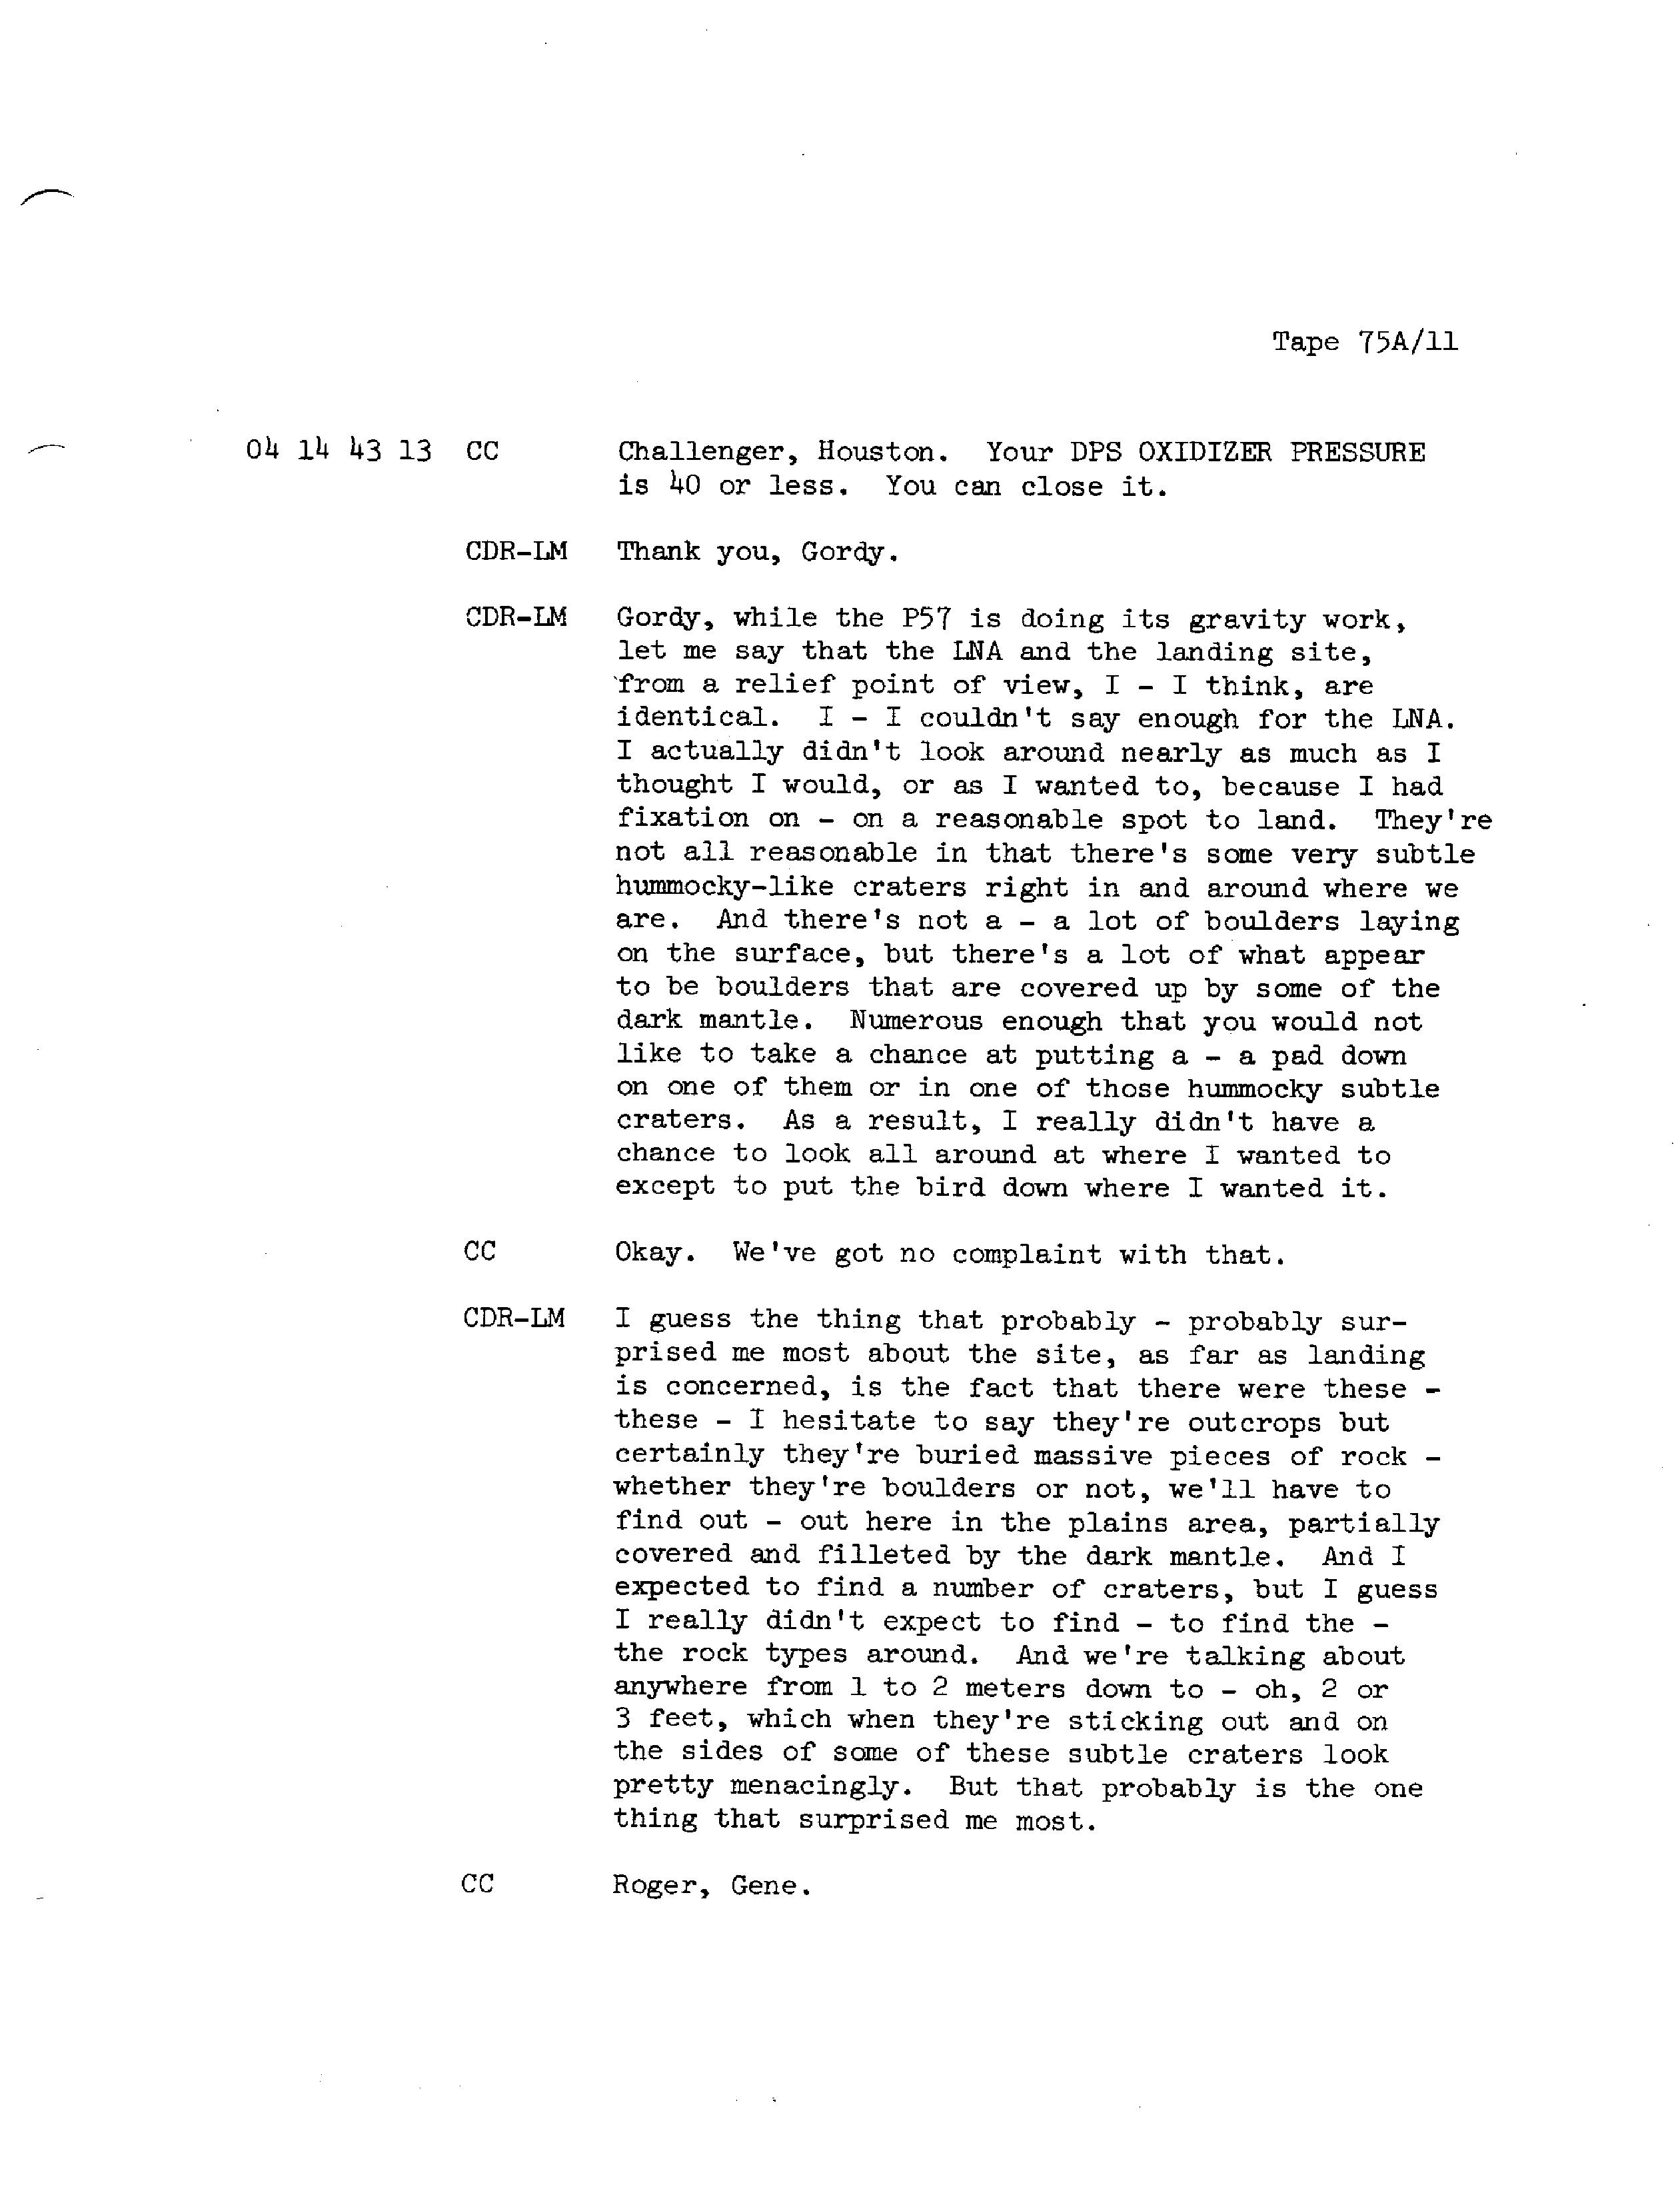 Tape 75A/11
04 14 43 13 CC Challenger, Houston. Your DPS OXIDIZER PRESSURE
is 40 or less. You can close it.
CDR-LM Thank you, Gordy.
CDR-LM Gordy, while the P57 is doing its gravity work,
let me say that the LNA and the landing site,
from a relief point of view, I - I think, are
identical. I - I couldn't say enough for the LNA.
I actually didn't look around nearly as much as I
thought I would, or as I wanted to, because I had
fixation on - on a reasonable spot to land. They're
not all reasonable in that there's some very subtle
hummocky-like craters right in and around where we
are. And there's not a - a lot of boulders laying
on the surface, but there's a lot of what appear
to be boulders that are covered up by some of the
dark mantle. Numerous enough that you would not
like to take a chance at putting a - a pad down
on one of them or in one of those hummocky subtle
craters. As a result, I really didn't have a
chance to look all around at where I wanted to
except to put the bird down where I wanted it.
CC Okay. We've got no complaint with that.
CDR-LM I guess the thing that probably - probably sur-
prised me most about the site, as far as landing
is concerned, is the fact that there were these -
these - I hesitate to say they're outcrops but
certainly they're buried massive pieces of rock -
whether they're boulders or not, we'll have to
find out - out here in the plains area, partially
covered and filleted by the dark mantle. And I
expected to find a number of craters, but I guess
I really didn't expect to find - to find the -
the rock types around. And we're talking about
anywhere from 1 to 2 meters down to - oh, 2 or
3 feet, which when they're sticking out and on
the sides of some of these subtle craters look
pretty menacingly. But that probably is the one
thing that surprised me most.
CC Roger, Gene.